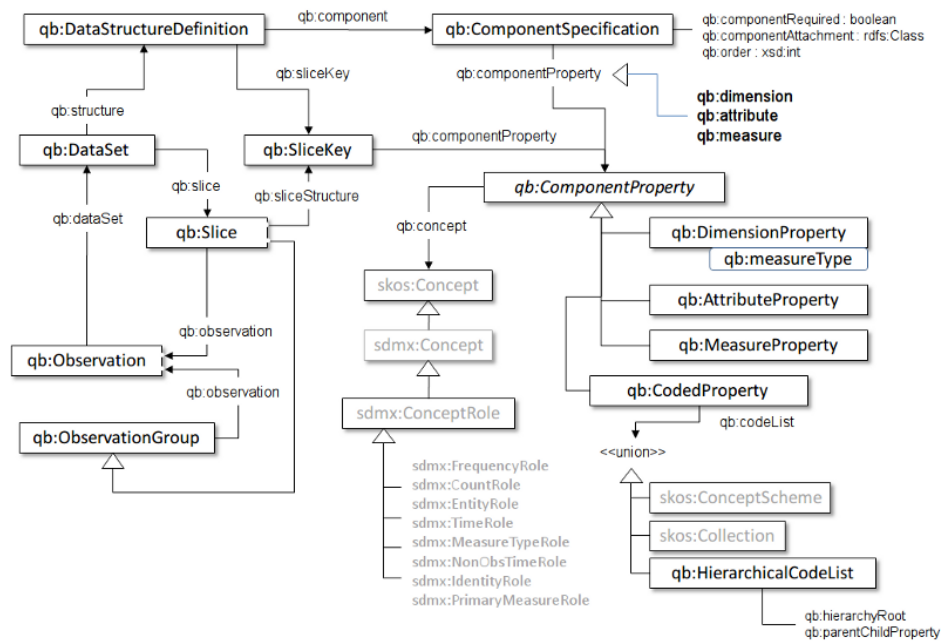 qb:DataStructureDefinition
qb:component
qb:ComponentSpecification
qb:componentRequired : boolean
qb:componentAttachment : rdfs:Class
qb:order : xsd:int
qb:sliceKey
qb:componentProperty
qb:dimension
qb:attribute
qb:measure
qb:structure
qb:DataSet
qb:SliceKey
qb:componentProperty
qb:slice
qb:sliceStructure
qb:ComponentProperty
qb:dataSet
qb:Slice
qb:concept
qb:DimensionProperty
qb:measureType
skos:Concept
qb:AttributeProperty
qb:observation
sdmx:Concept
qb:MeasureProperty
qb:Observation
qb:observation
qb:CodedProperty
sdmx:ConceptRole
qb:codeList
qb:ObservationGroup
<<union>>
sdmx:FrequencyRole
sdmx:CountRole
sdmx:EntityRole
sdmx:TimeRole
sdmx:MeasureTypeRole
sdmx:NonObsTimeRole
sdmx:IdentityRole
sdmx:PrimaryMeasureRole
skos:ConceptScheme
skos:Collection
qb:HierarchicalCodeList
qb:hierarchyRoot
qb:parentChildProperty